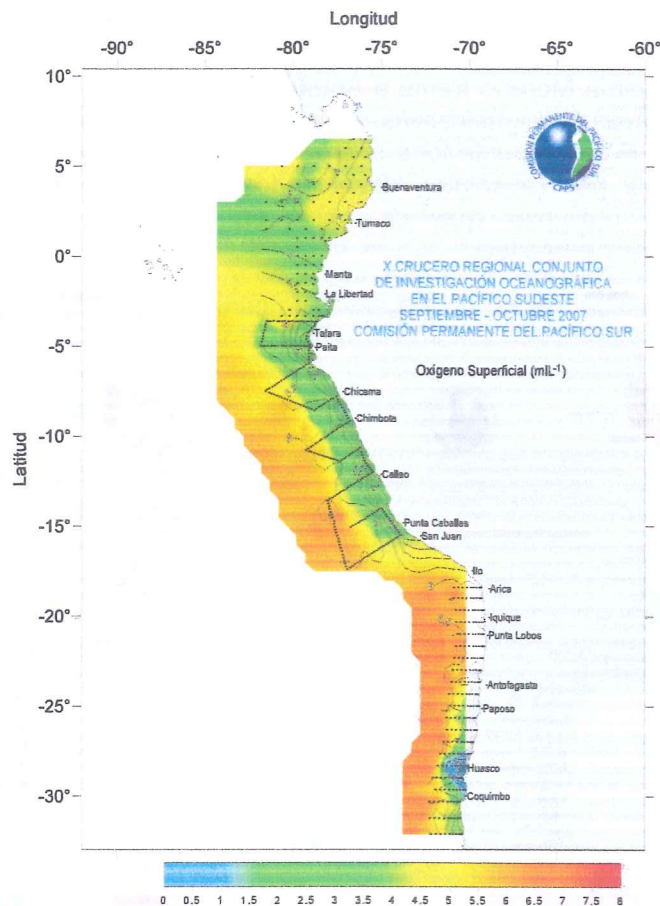 Longitud
-90° -85° -80° -75° -70° -65° -60°
10°
5°
0°
-5°
-10°
-15°
-20°
-25°
-30°
Latitud
COMISION PERMANENTE DEL PACIFICO SUR
CPPS
Buenaventura
Tumaco
Manta
La Libertad
X CRUCERO REGIONAL CONJUNTO
DE INVESTIGACIÓN OCEANOGRÁFICA
EN EL PACÍFICO SUDESTE
SEPTIEMBRE - OCTUBRE 2007
COMISIÓN PERMANENTE DEL PACÍFICO SUR
Talara
Paita
Oxígeno Superficial (mlL-1)
Chicama
Chimbote
Callao
Punta Caballas
San Juan
Ilo
Arica
Iquique
Punta Lobos
Antofagasta
Paposo
Huasco
Coquimbo
0 0.5 1 1.5 2.5 3 3.5 4 4.5 5 5.5 6 6.5 7 7.5 8